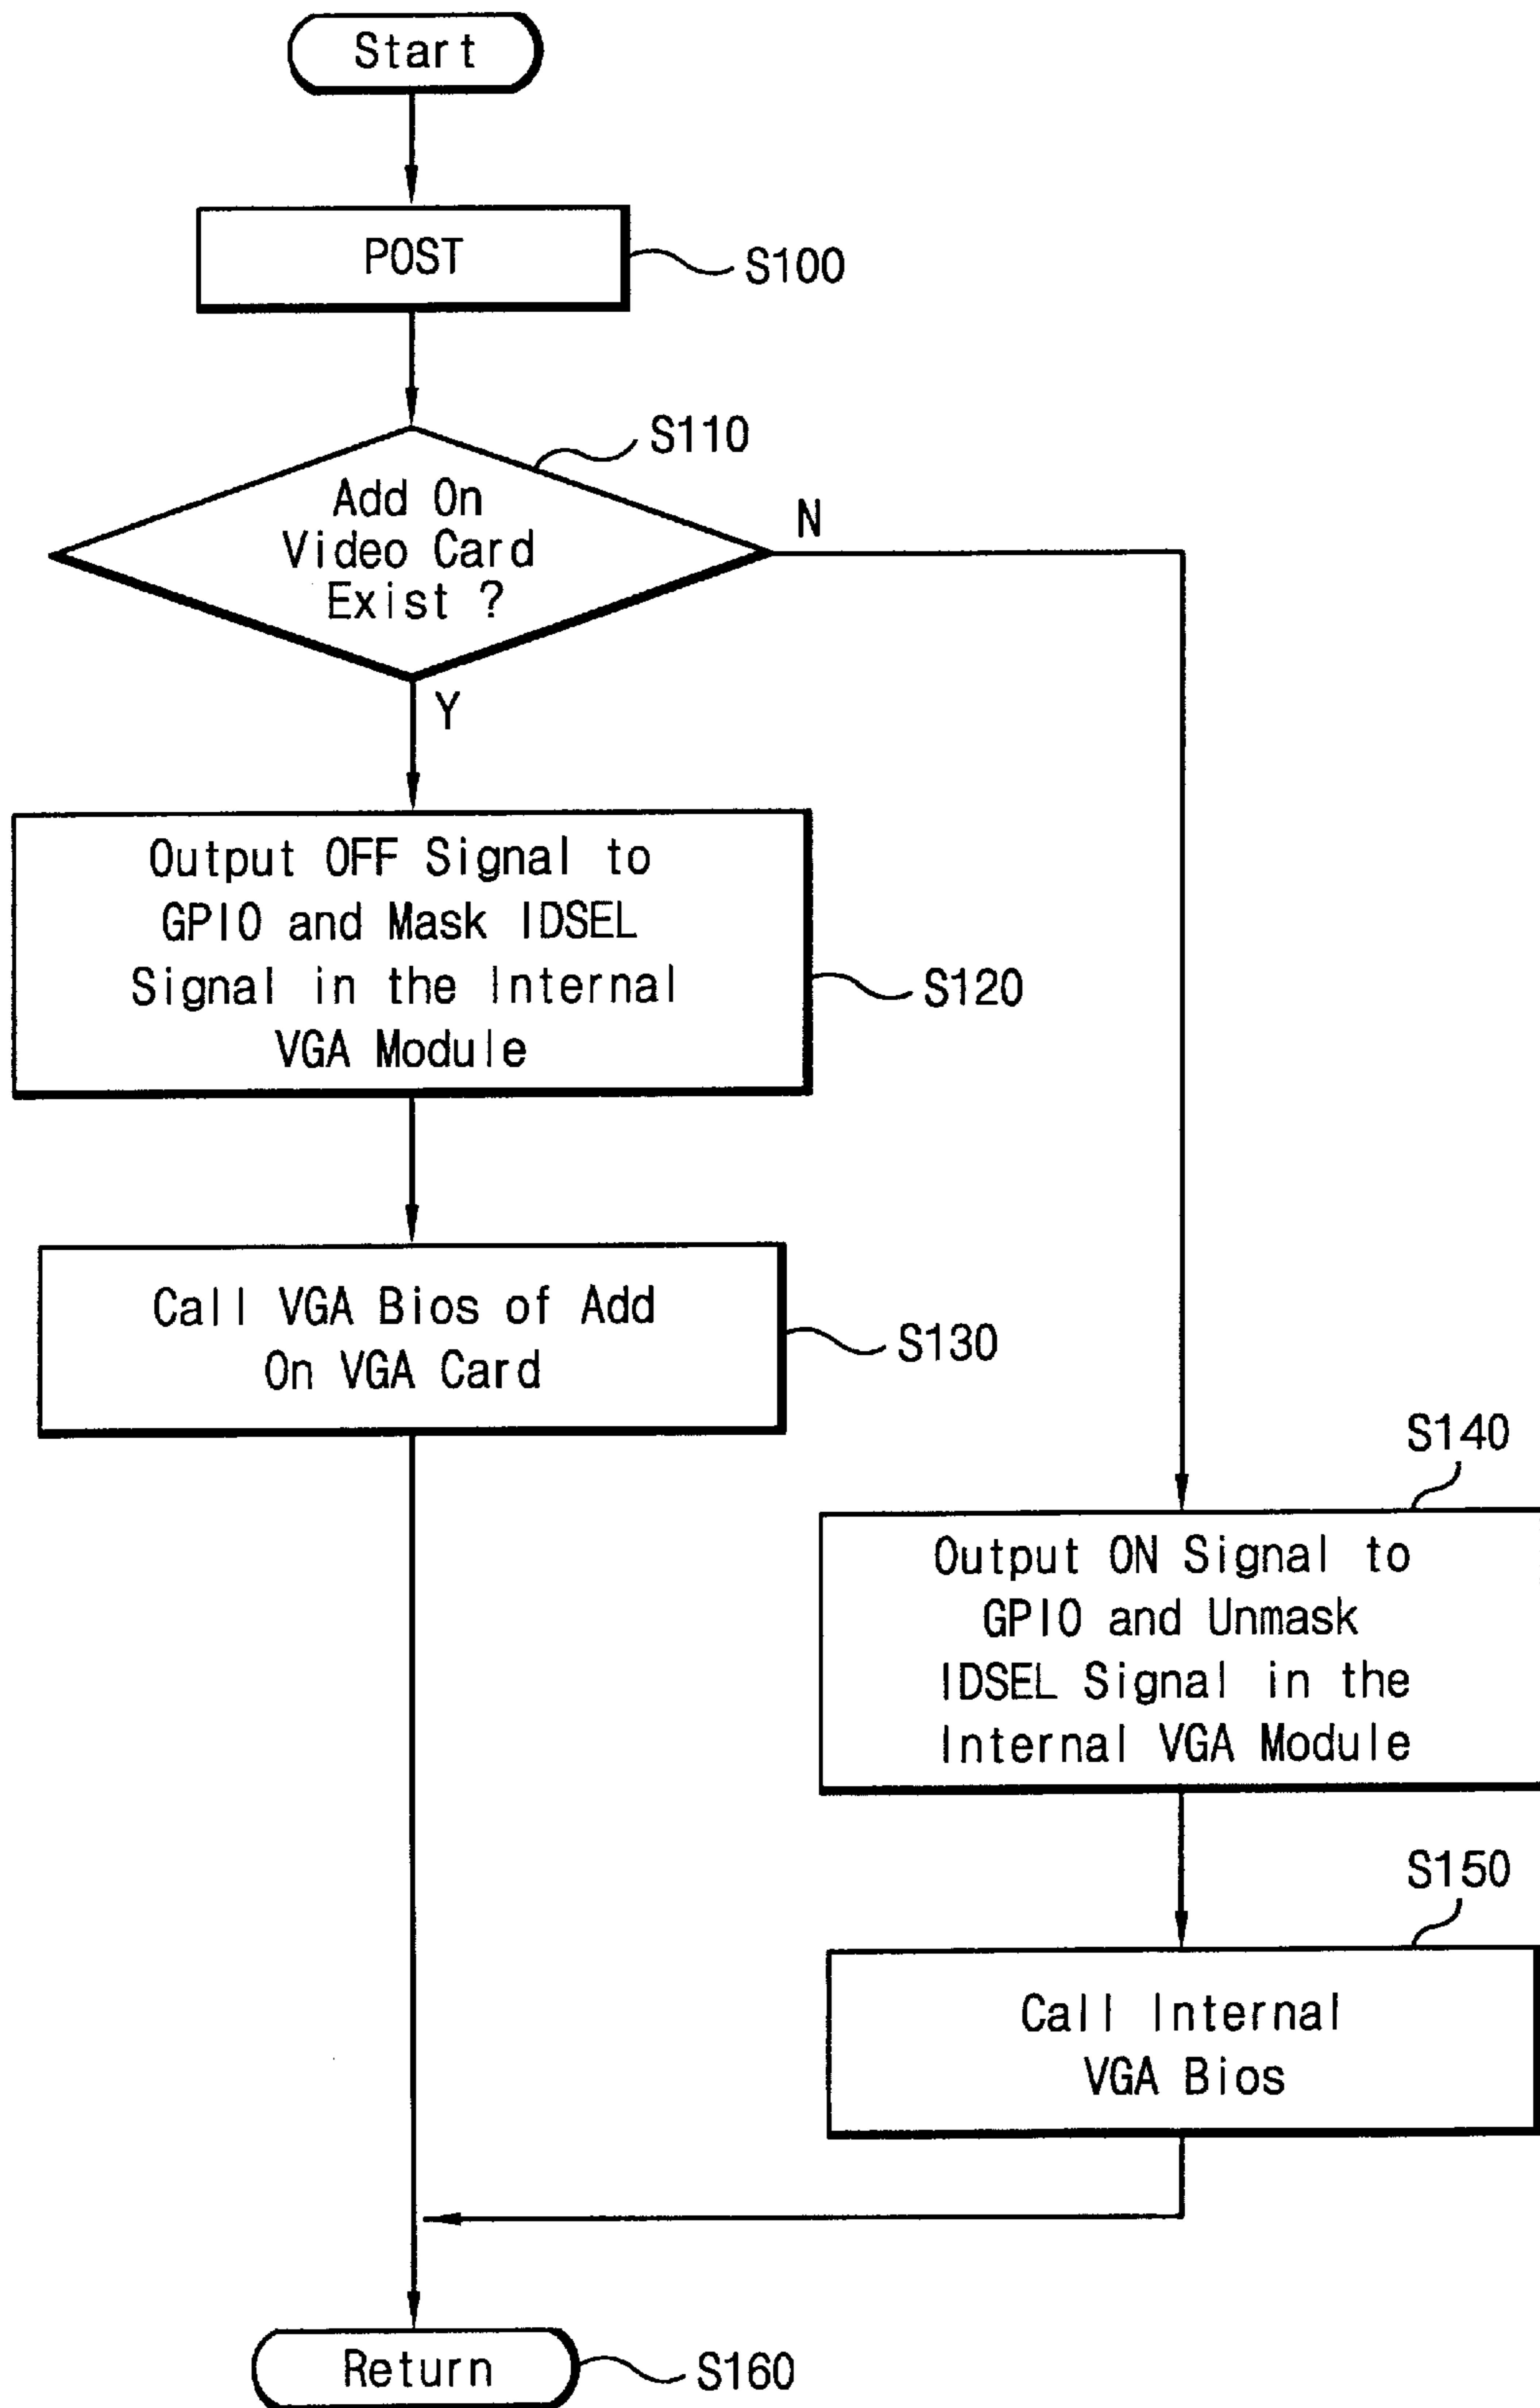 Start
POST
S100
S110
Add On
Video Card
Exist ?
N
Y
Output OFF Signal to
GPIO and Mask IDSEL
Signal in the Internal
VGA Module
S120
Call VGA Bios of Add
On VGA Card
S130
S140
Output ON Signal to
GPIO and Unmask
IDSEL Signal in the
Internal VGA Module
S150
Call Internal
VGA Bios
Return
S160